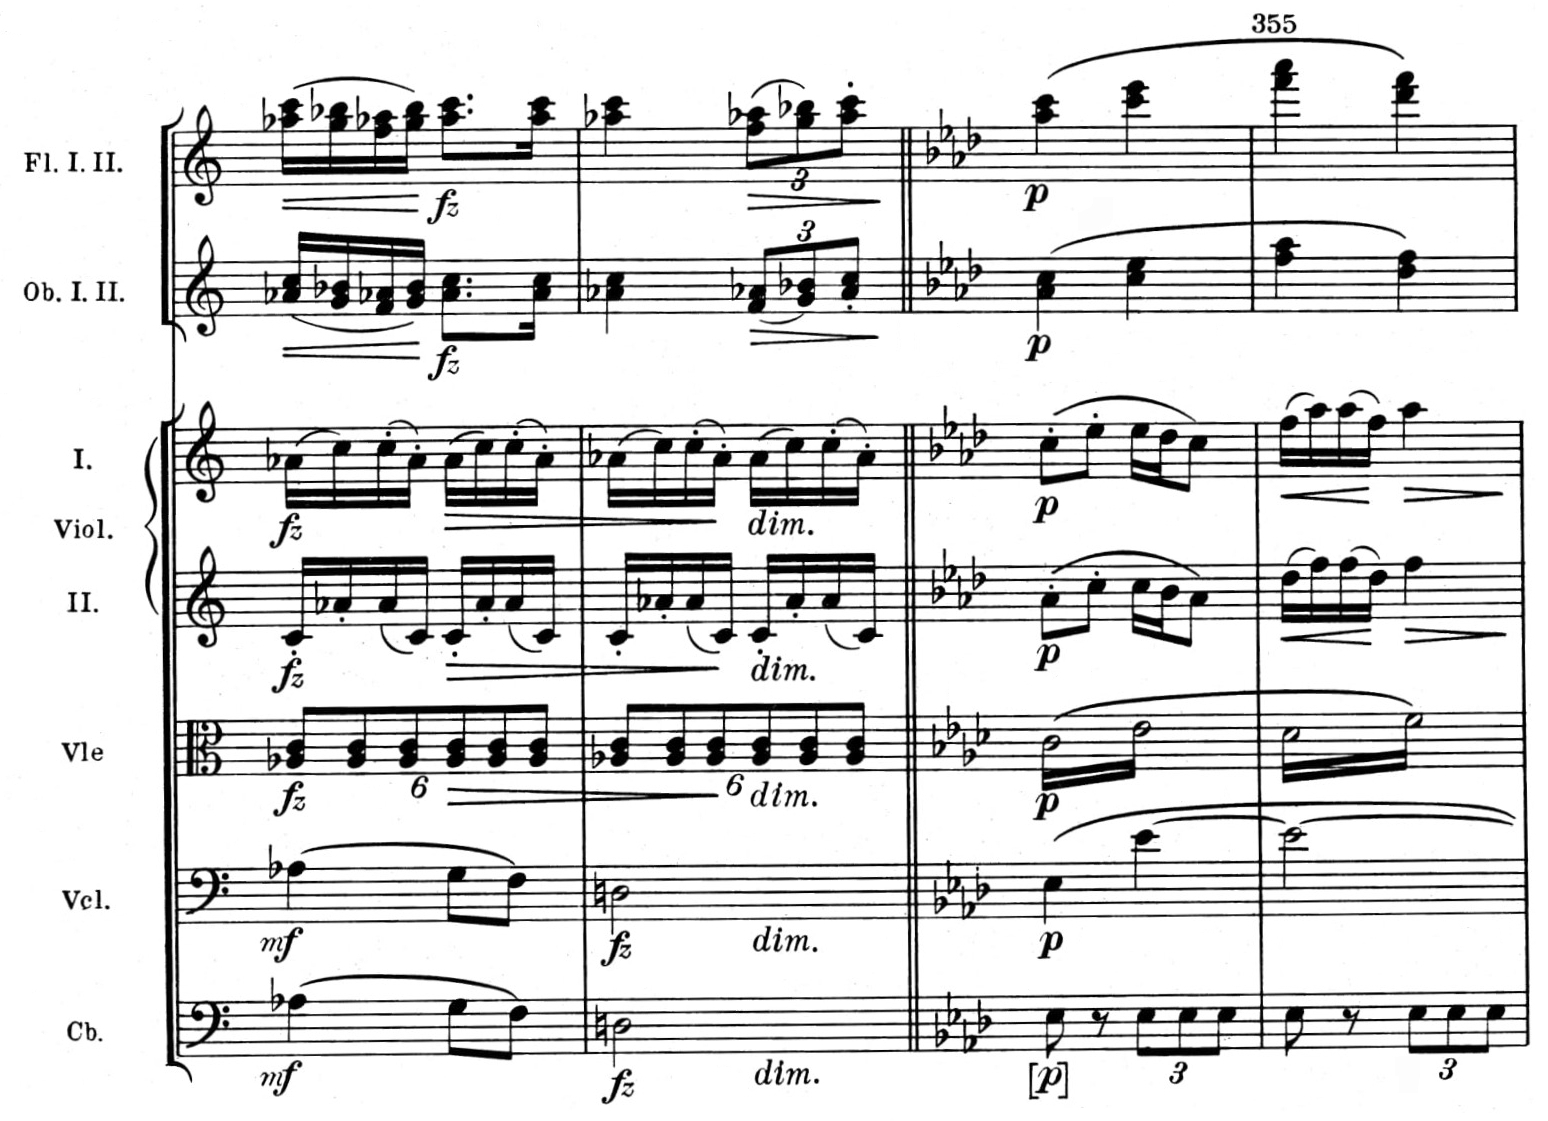 355
Fl. I. II.
fz
3
p
3
Ob. I. II.
fz
p
I.
fz
dim.
p
Viol.
II.
fz
dim.
p
Vle
fz
6
6
dim.
p
Vcl.
mf
fz
dim.
p
Cb.
mf
fz
dim.
[p]
3
3